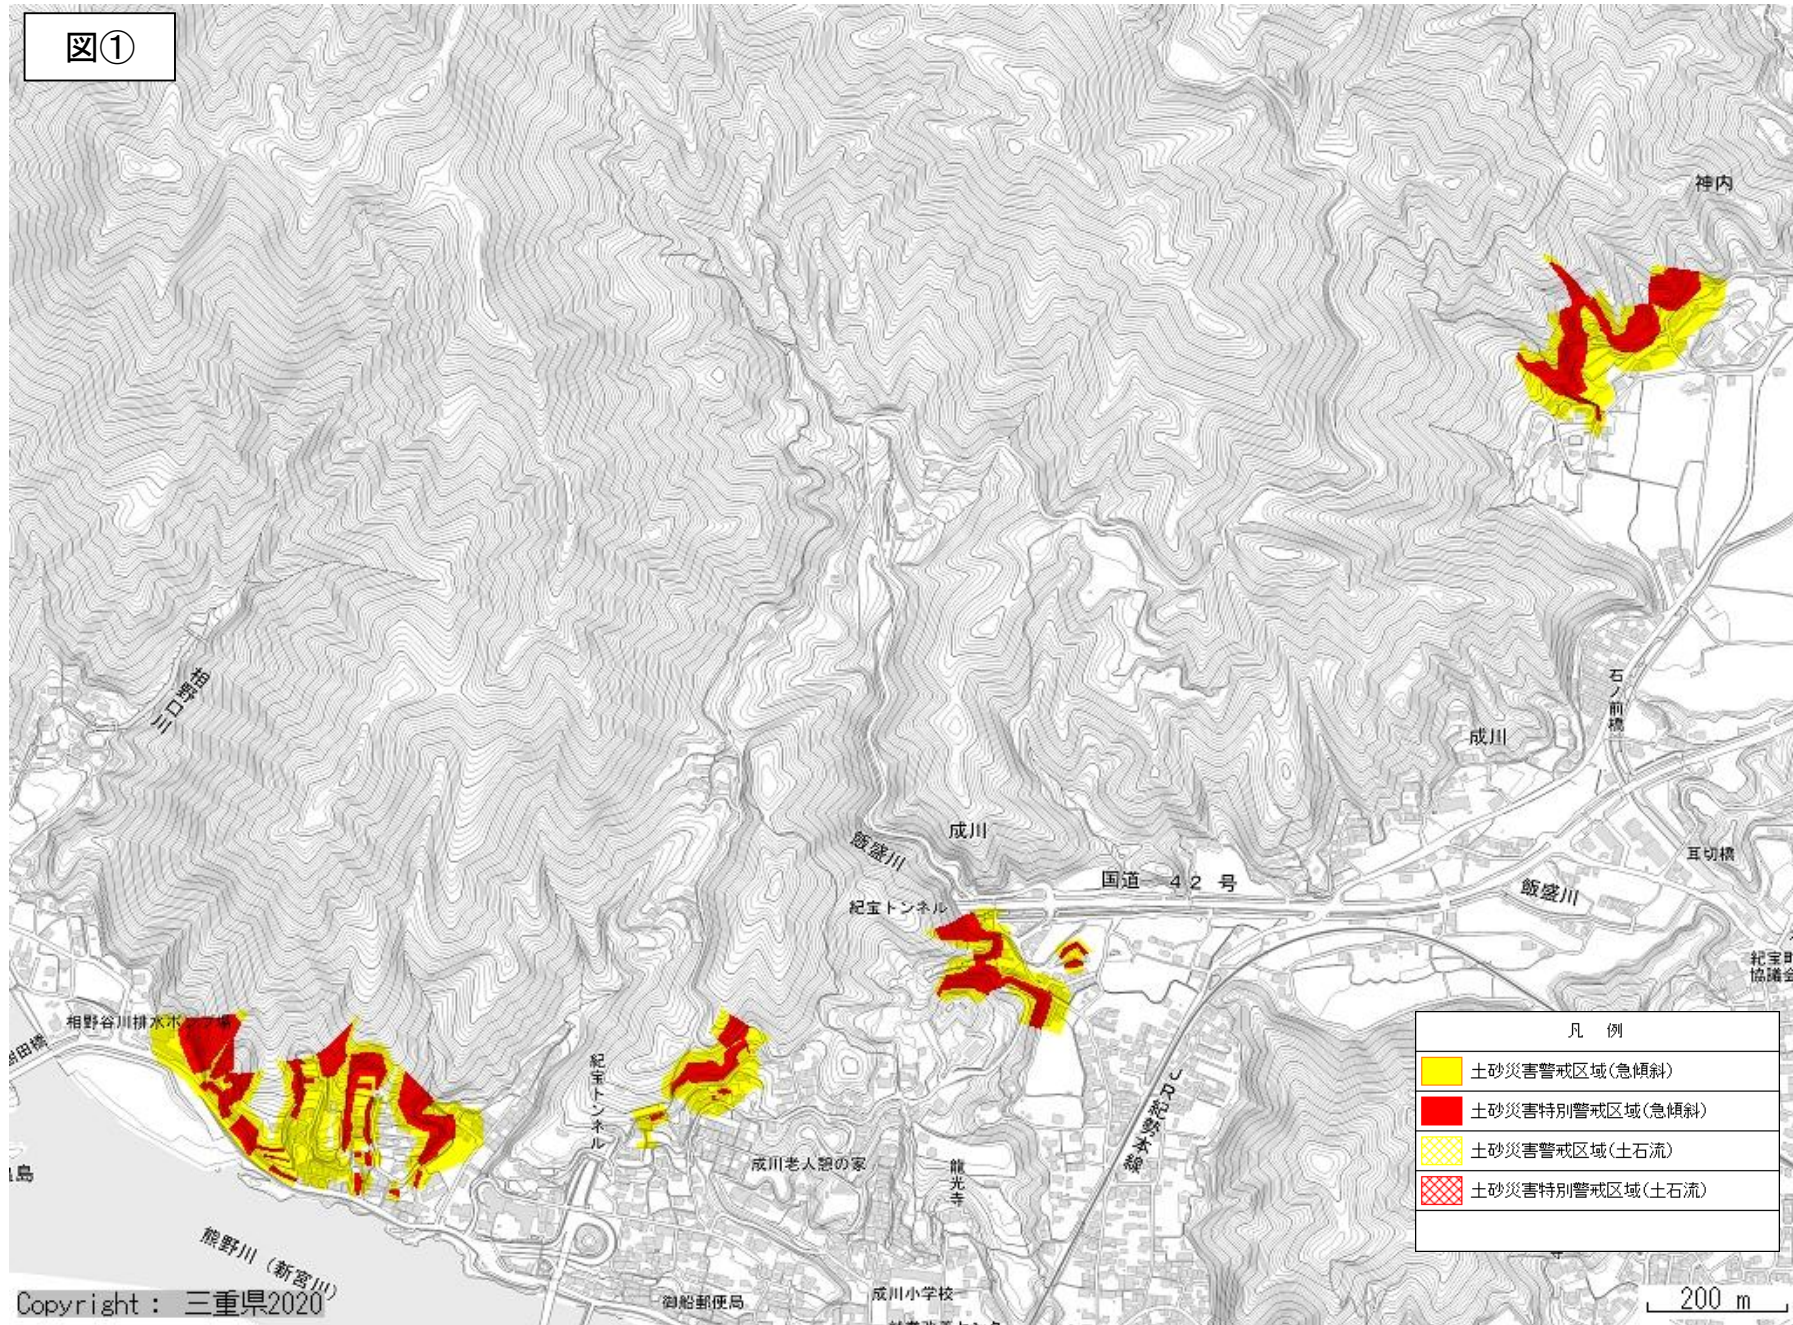 図①
神内
相野口川
石ノ前橋
成川
成川
飯盛川
国道 42 号
耳切橋
飯盛川
紀宝トンネル
紀宝町
協議会
相野谷川排水ポンプ場
田橋
紀宝トンネル
JR紀勢本線
島
成川老人憩の家
龍光寺
熊野川(新宮川)
御船郵便局
成川小学校
凡 例
土砂災害警戒区域(急傾斜)
土砂災害特別警戒区域(急傾斜)
土砂災害警戒区域(土石流)
土砂災害特別警戒区域(土石流)
Copyright : 三重県2020
200 m